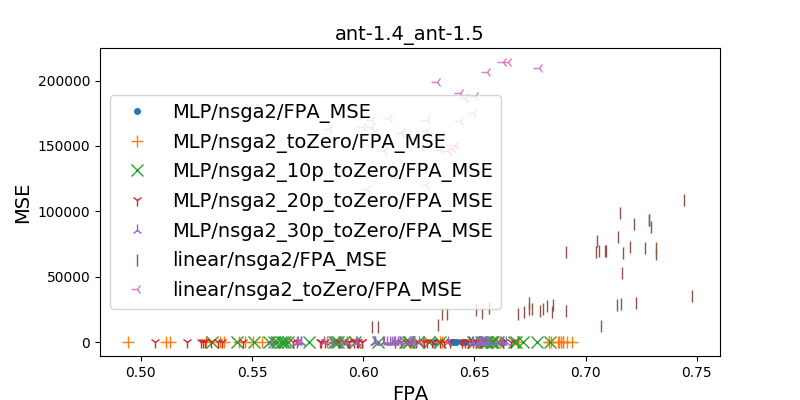 ant-1.4_ant-1.5
200000
150000
100000
50000
0
MSE
MLP/nsga2/FPA_MSE
MLP/nsga2_toZero/FPA_MSE
MLP/nsga2_10p_toZero/FPA_MSE
MLP/nsga2_20p_toZero/FPA_MSE
MLP/nsga2_30p_toZero/FPA_MSE
linear/nsga2/FPA_MSE
linear/nsga2_toZero/FPA_MSE
0.50 0.55 0.60 0.65 0.70 0.75
FPA